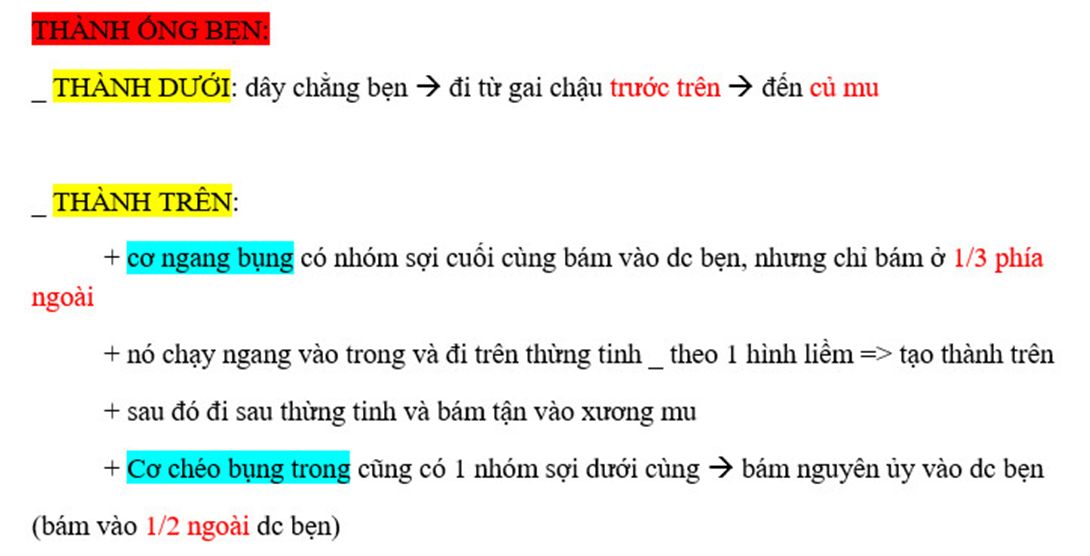 THÀNH ỐNG BẸN:
_ THÀNH DƯỚI: dây chằng bẹn → đi từ gai chậu trước trên → đến củ mu
_ THÀNH TRÊN:
+ cơ ngang bụng có nhóm sợi cuối cùng bám vào dc bẹn, nhưng chỉ bám ở 1/3 phía
ngoài
+ nó chạy ngang vào trong và đi trên thừng tinh _ theo 1 hình liềm => tạo thành trên
+ sau đó đi sau thừng tinh và bám tận vào xương mu
+ Cơ chéo bụng trong cũng có 1 nhóm sợi dưới cùng → bám nguyên ủy vào dc bẹn
(bám vào 1/2 ngoài dc bẹn)